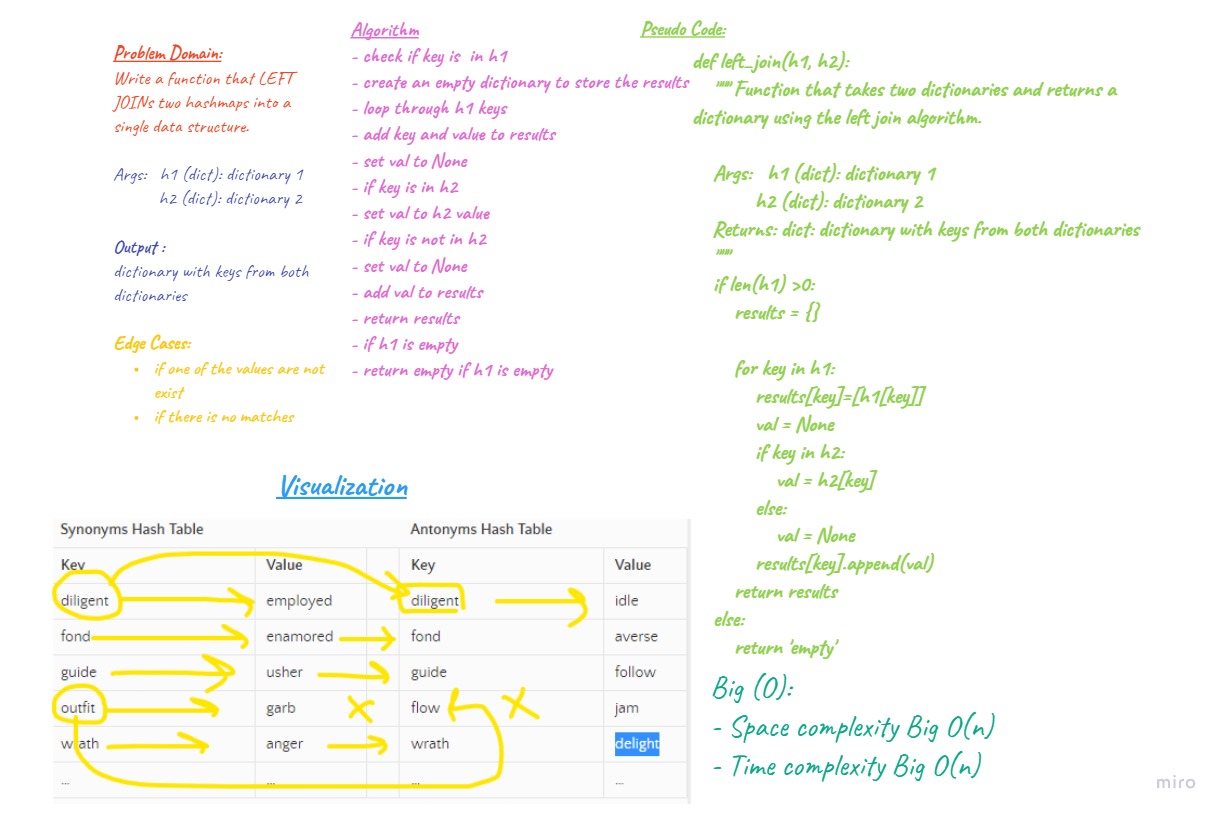 Problem Domain:
Write a function that LEFT
JOINs two hashmaps into a
single data structure.
Args: h1 (dict): dictionary 1
h2 (dict): dictionary 2
Output :
dictionary with keys from both
dictionaries
Edge Cases:
• if one of the values are not
exist
• if there is no matches
Algorithm
- check if key is in h1
- create an empty dictionary to store the results
- loop through h1 keys
- add key and value to results
- set val to None
- if key is in h2
- set val to h2 value
- if key is not in h2
- set val to None
- add val to results
- return results
- if h1 is empty
- return empty if h1 is empty
Pseudo Code:
def left_join(h1, h2):
""" Function that takes two dictionaries and returns a
dictionary using the left join algorithm.
Args: h1 (dict): dictionary 1
h2 (dict): dictionary 2
Returns: dict: dictionary with keys from both dictionaries
"""
if len(h1) >0:
results = {}
for key in h1:
results[key]=[h1[key]]
val = None
if key in h2:
val = h2[key]
else:
val = None
results[key].append(val)
return results
else:
return 'empty'
Big (O):
- Space complexity Big O(n)
- Time complexity Big O(n)
Visualization
Synonyms Hash Table Antonyms Hash Table
Key Value Key Value
diligent employed diligent idle
fond enamored fond averse
guide usher guide follow
outfit garb flow jam
wrath anger wrath delight
... ... ... ...
miro